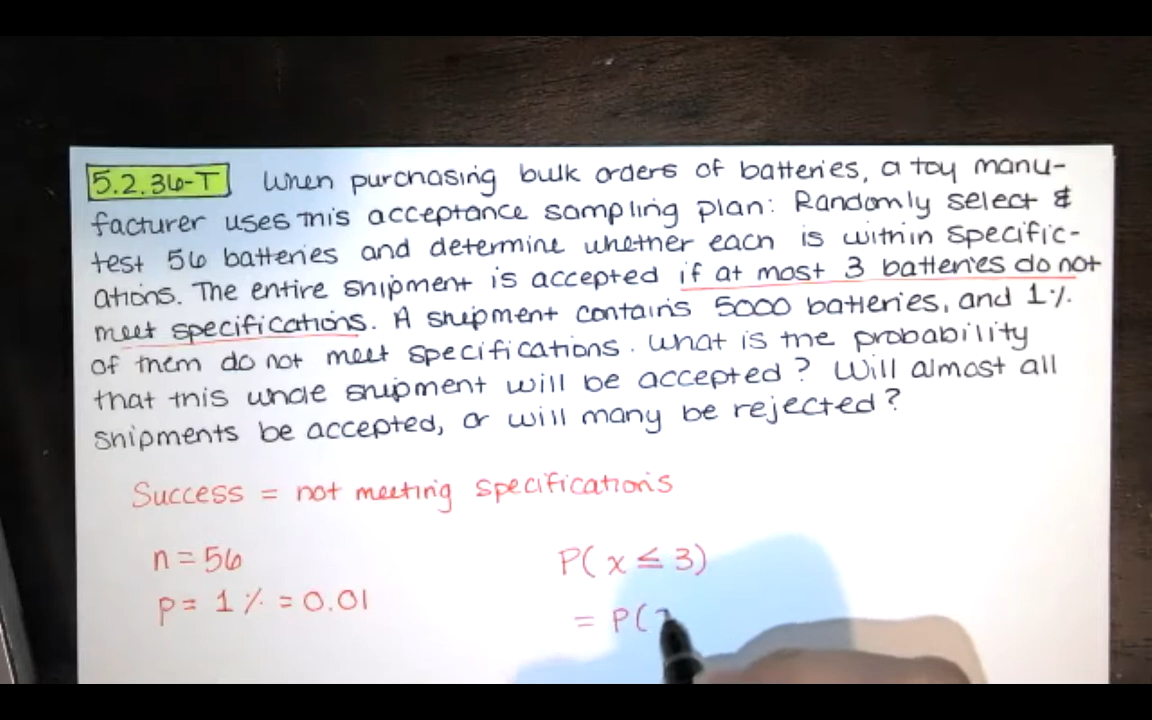 5.2.36-T When purchasing bulk orders of batteries, a toy manu-
facturer uses this acceptance sampling plan: Randomly select &
test 56 batteries and determine whether each is within specific-
ations. The entire shipment is accepted if at most 3 batteries do not
meet specifications. A shipment contains 5000 batteries, and 1%
of them do not meet specifications. What is the probability
that this whole shipment will be accepted? Will almost all
shipments be accepted, or will many be rejected?
Success = not meeting specifications
n = 56
p = 1% = 0.01
P(x ≤ 3)
= P(